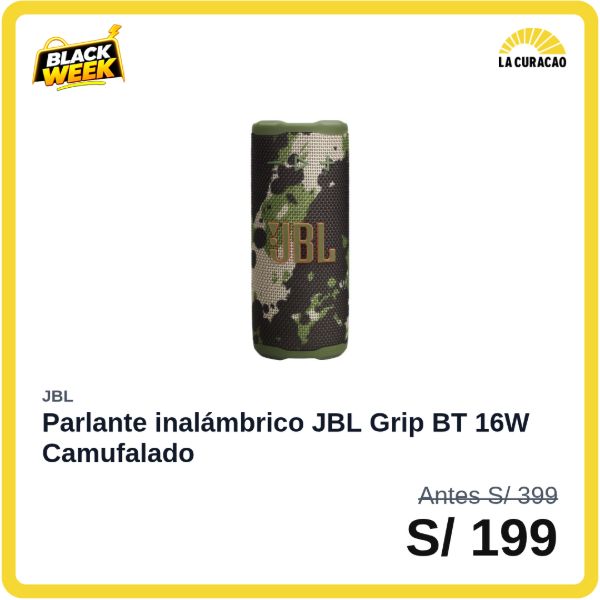 BLACK
WEEK
LA CURACAO
JBL
JBL
Parlante inalámbrico JBL Grip BT 16W
Camufalado
Antes S/ 399
S/ 199